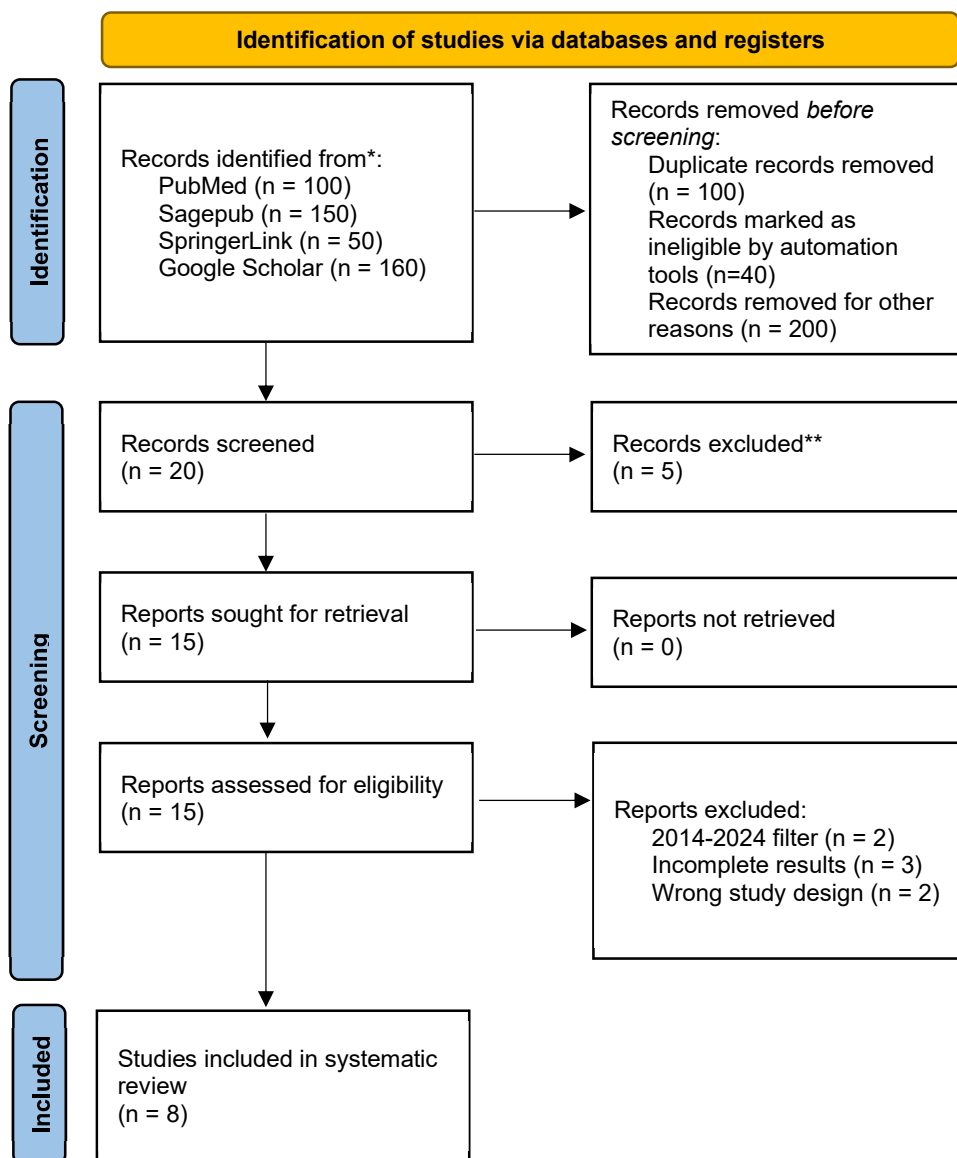 Identification of studies via databases and registers
Identification
Records identified from*:
PubMed (n = 100)
Sagepub (n = 150)
SpringerLink (n = 50)
Google Scholar (n = 160)
Records removed before
screening:
Duplicate records removed
(n = 100)
Records marked as
ineligible by automation
tools (n=40)
Records removed for other
reasons (n = 200)
Screening
Records screened
(n = 20)
Records excluded**
(n = 5)
Reports sought for retrieval
(n = 15)
Reports not retrieved
(n = 0)
Reports assessed for eligibility
(n = 15)
Reports excluded:
2014-2024 filter (n = 2)
Incomplete results (n = 3)
Wrong study design (n = 2)
Included
Studies included in systematic
review
(n = 8)